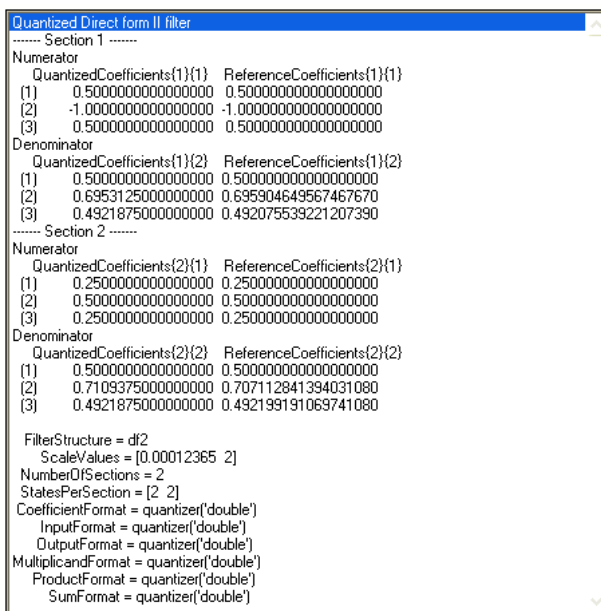 Quantized Direct form II filter
------- Section 1 -------
Numerator
QuantizedCoefficients{1}{1} ReferenceCoefficients{1}{1}
(1) 0.5000000000000000 0.500000000000000000
(2) -1.0000000000000000 -1.000000000000000000
(3) 0.5000000000000000 0.500000000000000000
Denominator
QuantizedCoefficients{1}{2} ReferenceCoefficients{1}{2}
(1) 0.5000000000000000 0.500000000000000000
(2) 0.6953125000000000 0.695904649567467670
(3) 0.4921875000000000 0.492075539221207390
------- Section 2 -------
Numerator
QuantizedCoefficients{2}{1} ReferenceCoefficients{2}{1}
(1) 0.2500000000000000 0.250000000000000000
(2) 0.5000000000000000 0.500000000000000000
(3) 0.2500000000000000 0.250000000000000000
Denominator
QuantizedCoefficients{2}{2} ReferenceCoefficients{2}{2}
(1) 0.5000000000000000 0.500000000000000000
(2) 0.7109375000000000 0.707112841394031080
(3) 0.4921875000000000 0.492199191069741080
FilterStructure = df2
ScaleValues = [0.00012365 2]
NumberOfSections = 2
StatesPerSection = [2 2]
CoefficientFormat = quantizer('double')
InputFormat = quantizer('double')
OutputFormat = quantizer('double')
MultiplicandFormat = quantizer('double')
ProductFormat = quantizer('double')
SumFormat = quantizer('double')